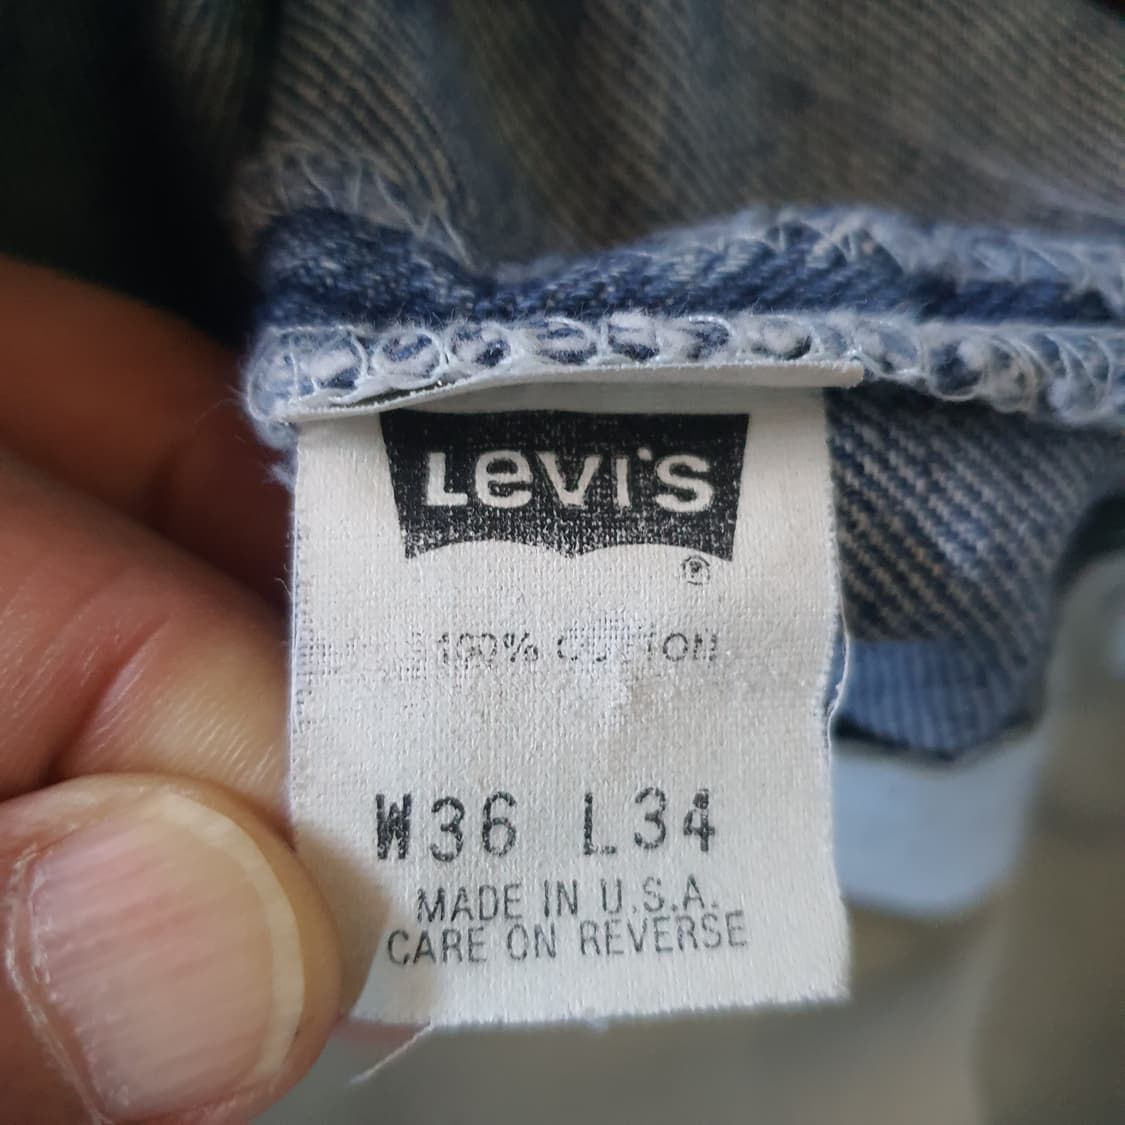 Levi's
®
100% COTTON
W36 L34
MADE IN U.S.A.
CARE ON REVERSE